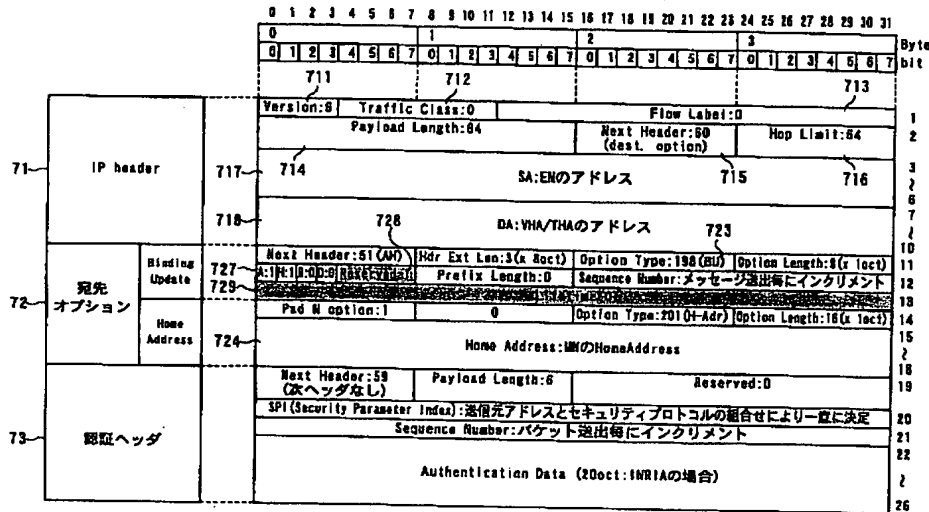 0 1 2 3 4 5 6 7 8 9 10 11 12 13 14 15 16 17 18 19 20 21 22 23 24 25 26 27 28 29 30 31
0 1 2 3 Byte
0 1 2 3 4 5 6 7 0 1 2 3 4 5 6 7 0 1 2 3 4 5 6 7 0 1 2 3 4 5 6 7 bit
711 712 713
Version:6 Traffic Class:0 Flow Label:0 1
Payload Length:64 Next Header:60 (dest. option) Hop Limit:64 2
71 IP header 714 715 716
717 SA:ENのアドレス 3 ~ 6
718 DA:VHA/THAのアドレス 7 ~ 10
728 723
Next Header:51(AH) Hdr Ext Len:3(x 8oct) Option Type:198(BU) Option Length:8(x 1oct) 11
727 A:1 H:1 R:0 D:0 Reserved Prefix Length:0 Sequence Number:メッセージ送出毎にインクリメント 12
729 13
72 宛先オプション Binding Update
Pad N option:1 0 Option Type:201(H-Adr) Option Length:16(x 1oct) 14
Home Address 724 Home Address:MNのHomeAddress 15 ~ 18
Next Header:59 (次ヘッダなし) Payload Length:6 Reserved:0 19
SPI(Security Parameter Index):送信元アドレスとセキュリティプロトコルの組合せにより一意に決定 20
73 認証ヘッダ Sequence Number:パケット送出毎にインクリメント 21
Authentication Data (20oct:INRIAの場合) 22 ~ 26